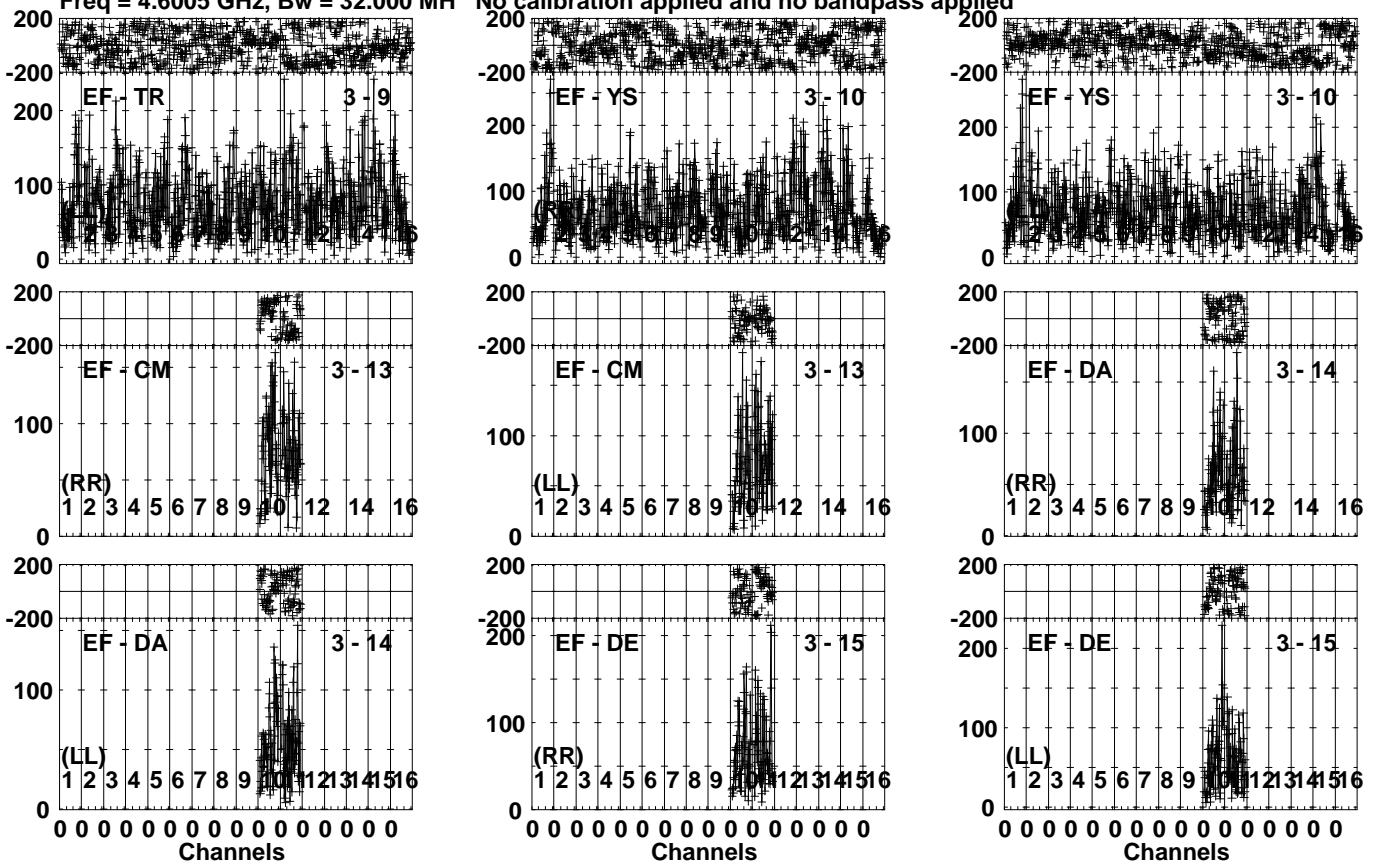 Freq = 4.6005 GHz, Bw = 32.000 MH No calibration applied and no bandpass applied
200 200 200
-200 -200 -200
EF - TR 3 - 9 EF - YS 3 - 10 EF - YS 3 - 10
200 200 200
100 100 100
0 0 0
200 200 200
-200 -200 -200
EF - CM 3 - 13 EF - CM 3 - 13 EF - DA 3 - 14
100 100 100
(RR) (LL) (RR)
1 2 3 4 5 6 7 8 9 10 12 14 16 1 2 3 4 5 6 7 8 9 10 12 14 16 1 2 3 4 5 6 7 8 9 10 12 14 16
0 0 0
200 200 200
-200 -200 -200
EF - DA 3 - 14 EF - DE 3 - 15 EF - DE 3 - 15
200 200
100 100 100
(LL) (RR) (LL)
1 2 3 4 5 6 7 8 9 10 12 13 14 15 16 1 2 3 4 5 6 7 8 9 10 12 13 14 15 16 1 2 3 4 5 6 7 8 9 10 12 13 14 15 16
0 0 0
0 0 0 0 0 0 0 0 0 0 0 0 0 0 0 0 0 0 0 0 0 0 0 0 0 0 0 0 0 0 0 0 0 0 0 0 0 0 0 0 0 0 0 0 0 0 0 0
Channels Channels Channels